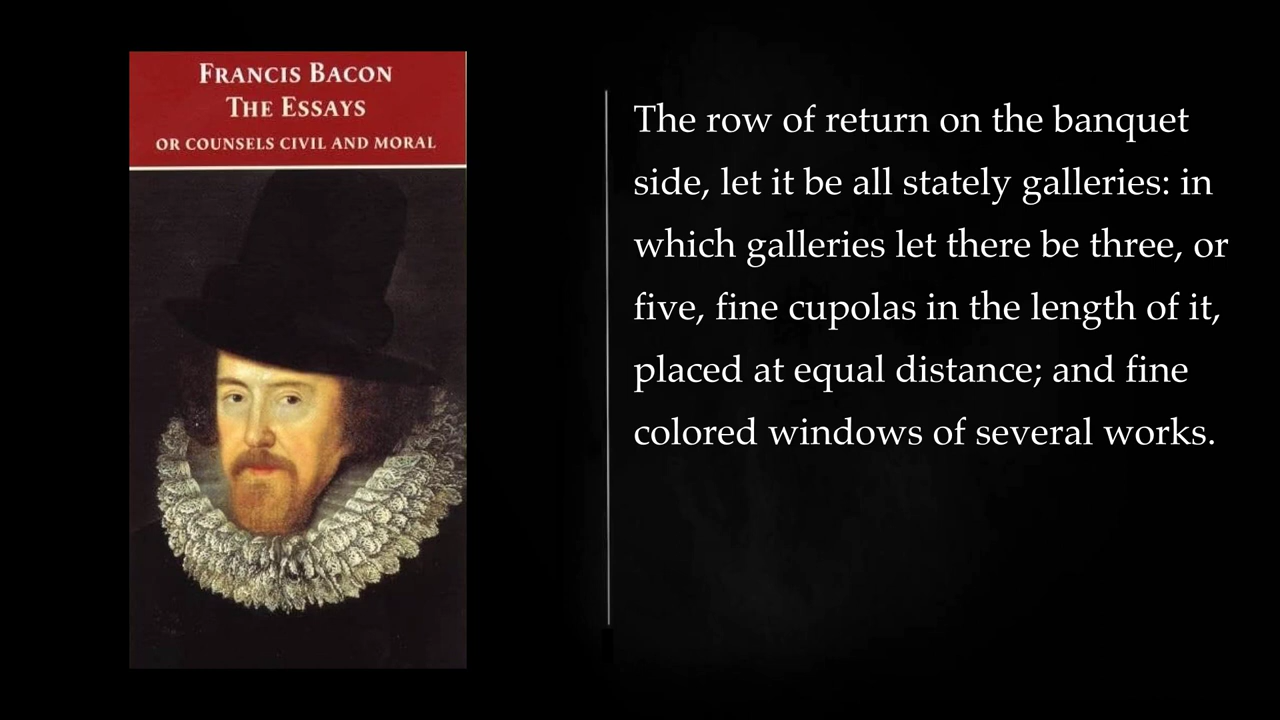 FRANCIS BACON
THE ESSAYS
OR COUNSELS CIVIL AND MORAL
The row of return on the banquet
side, let it be all stately galleries: in
which galleries let there be three, or
five, fine cupolas in the length of it,
placed at equal distance; and fine
colored windows of several works.